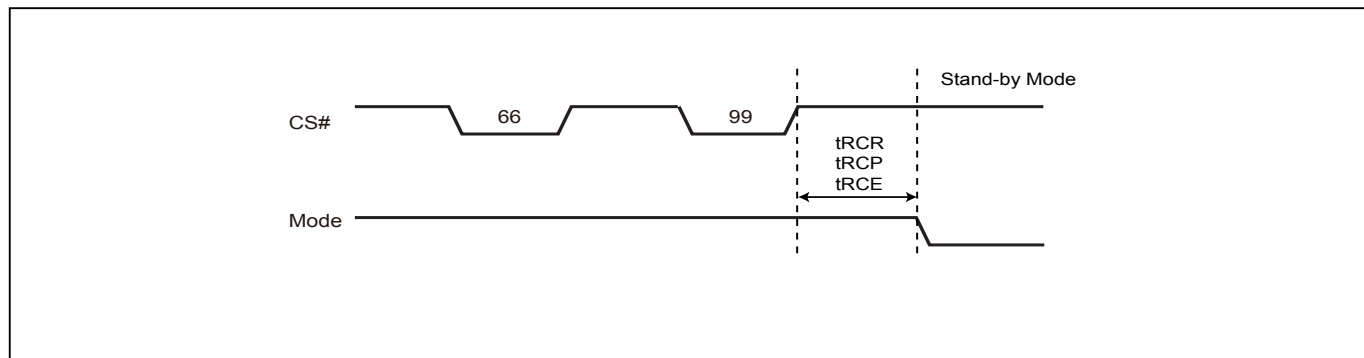 Stand-by Mode
CS#
66
99
tRCR
tRCP
tRCE
Mode